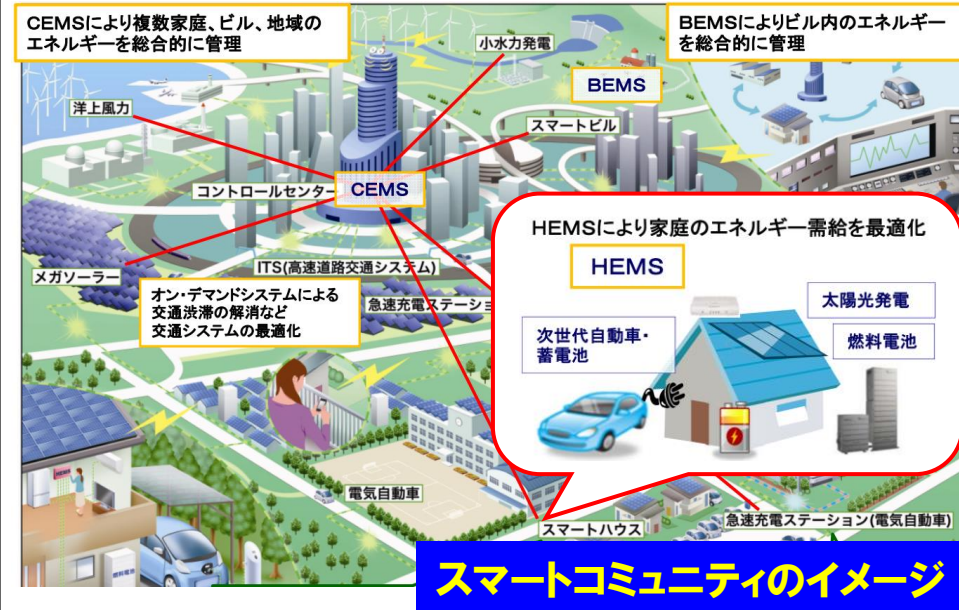 CEMSにより複数家庭、ビル、地域の
エネルギーを総合的に管理
BEMSによりビル内のエネルギー
を総合的に管理
小水力発電
BEMS
洋上風力
スマートビル
コントロールセンター
CEMS
HEMSにより家庭のエネルギー需給を最適化
HEMS
ITS(高速道路交通システム)
メガソーラー
オン・デマンドシステムによる
交通渋滞の解消など
交通システムの最適化
急速充電ステーショ
太陽光発電
次世代自動車・
蓄電池
燃料電池
電気自動車
スマートハウス
急速充電ステーション(電気自動車)
燃料電池
スマートコミュニティのイメージ